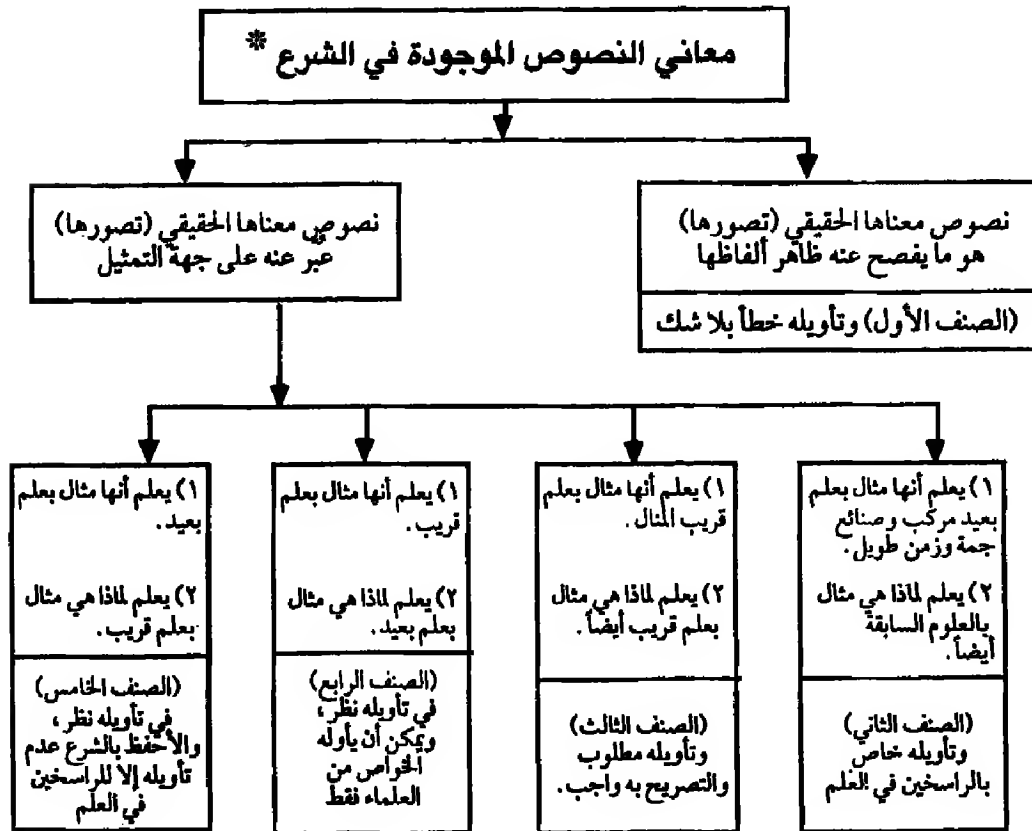 معاني النصوص الموجودة في الشرع *
نصوص معناها الحقيقي (تصورها)
هو ما يفصح عنه ظاهر ألفاظها
(الصنف الأول) وتأويله خطأ بلا شك
نصوص معناها الحقيقي (تصورها)
عبّر عنه على جهة التمثيل
١) يعلم أنها مثال بعلم
بعيد مركب وصنائع
جمة وزمن طويل.
٢) يعلم لماذا هي مثال
بالعلوم السابقة
أيضاً.
(الصنف الثاني)
وتأويله خاص
بالراسخين في العلم
١) يعلم أنها مثال بعلم
قريب المنال.
٢) يعلم لماذا هي مثال
بعلم قريب أيضاً.
(الصنف الثالث)
وتأويله مطلوب
والتصريح به واجب.
١) يعلم أنها مثال بعلم
قريب.
٢) يعلم لماذا هي مثال
بعلم بعيد.
(الصنف الرابع)
في تأويله نظر،
ويمكن أن يأوله
الخواص من
العلماء فقط
١) يعلم أنها مثال بعلم
بعيد.
٢) يعلم لماذا هي مثال
بعلم قريب.
(الصنف الخامس)
في تأويله نظر،
والأحفظ بالشرع عدم
تأويله إلا للراسخين
في العلم